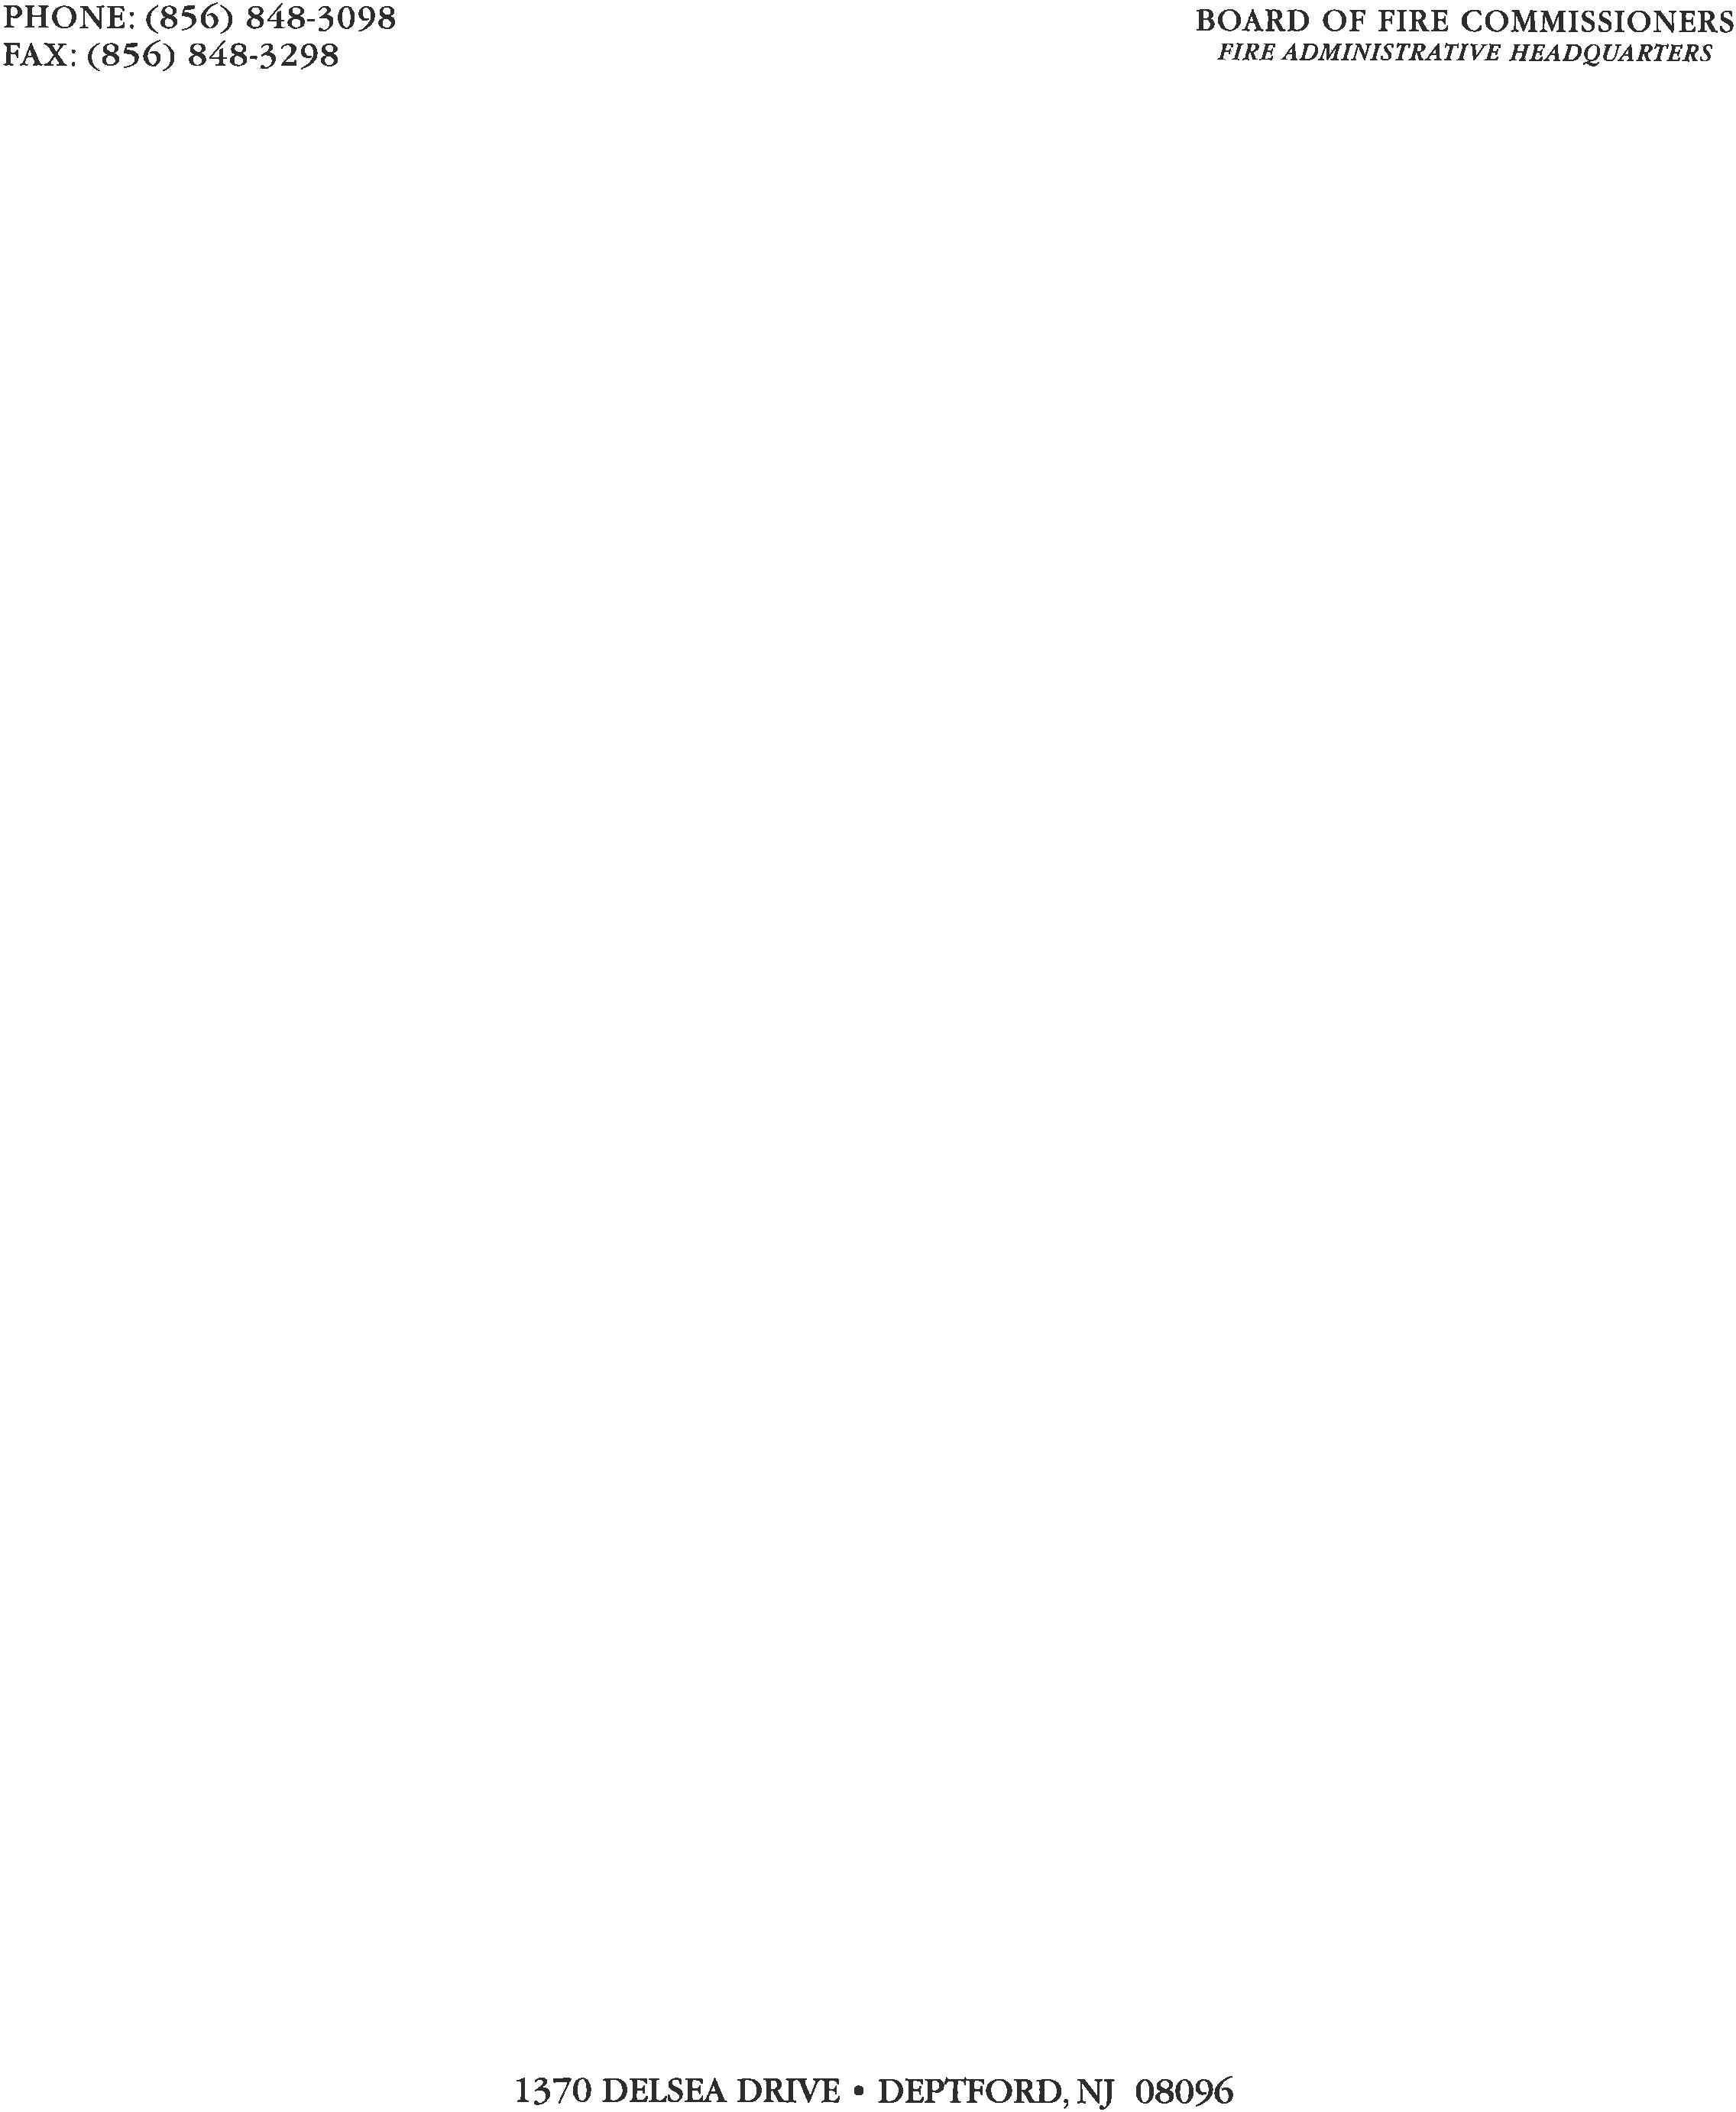 PHONE: (856) 848-3098
FAX: (856) 848-3298
BOARD OF FIRE COMMISSIONERS
FIRE ADMINISTRATIVE HEADQUARTERS
1370 DELSEA DRIVE • DEPTFORD, NJ 08096